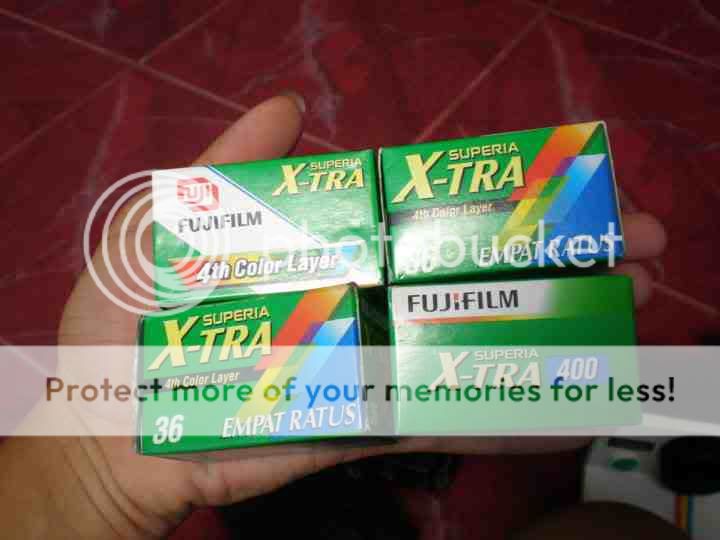 FUJI
FUJIFILM
SUPERIA
X-TRA
4th Color Layer
SUPERIA
X-TRA
4th Color Layer
36 EMPAT RATUS
SUPERIA
X-TRA
4th Color Layer
36 EMPAT RATUS
FUJIFILM
SUPERIA
X-TRA 400
photobucket
Protect more of your memories for less!